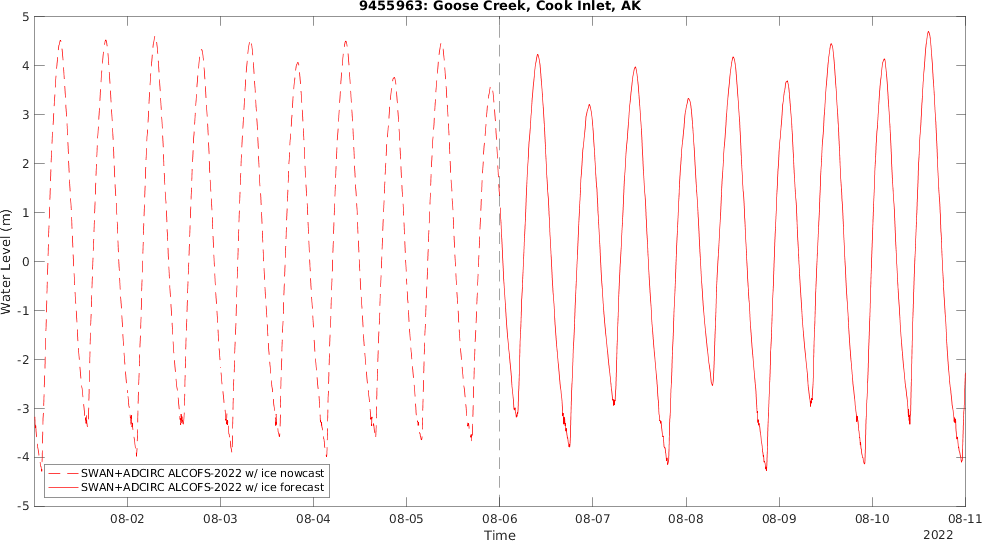 9455963: Goose Creek, Cook Inlet, AK
5
4
3
2
1
0
-1
-2
-3
-4
-5
Water Level (m)
SWAN+ADCIRC ALCOFS-2022 w/ ice nowcast
SWAN+ADCIRC ALCOFS-2022 w/ ice forecast
08-02 08-03 08-04 08-05 08-06 08-07 08-08 08-09 08-10 08-11
Time
2022